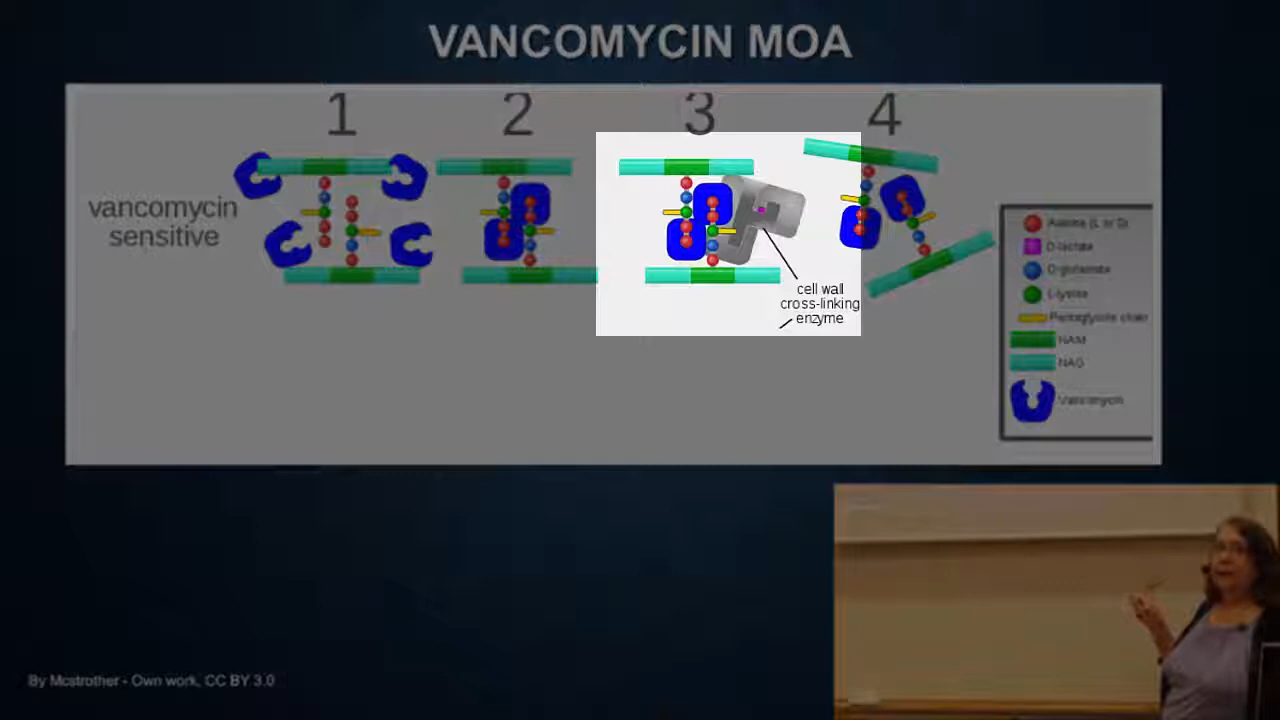 VANCOMYCIN MOA
1 2 3 4
vancomycin
sensitive
cell wall
cross-linking
enzyme
Alanine (L or D)
D-lactate
D-glutamate
L-lysine
Pentaglycine chain
NAM
NAG
Vancomycin
By Mcstrother - Own work, CC BY 3.0